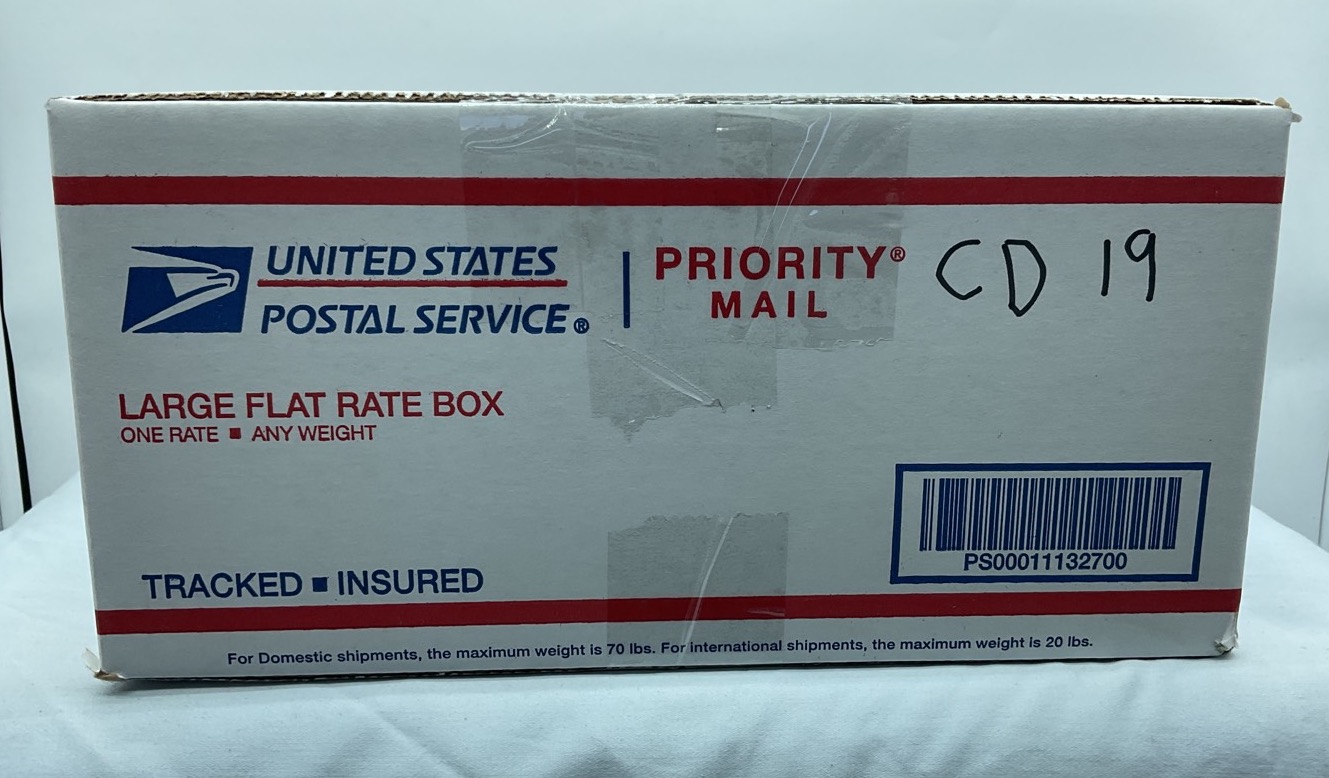 UNITED STATES
POSTAL SERVICE®
PRIORITY®
MAIL
CD 19
LARGE FLAT RATE BOX
ONE RATE ■ ANY WEIGHT
TRACKED ■ INSURED
PS00011132700
For Domestic shipments, the maximum weight is 70 lbs. For international shipments, the maximum weight is 20 lbs.